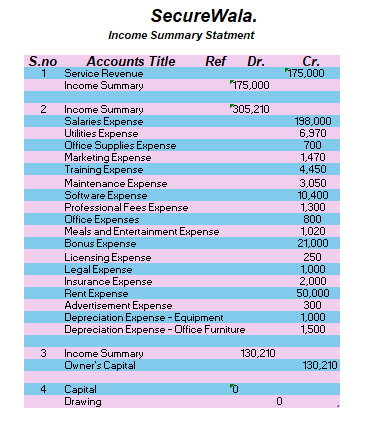 SecureWala.
Income Summary Statment
S.no Accounts Title Ref Dr. Cr.
1 Service Revenue 175,000
Income Summary 175,000
2 Income Summary 305,210
Salaries Expense 198,000
Utilities Expense 6,970
Office Supplies Expense 700
Marketing Expense 1,470
Training Expense 4,450
Maintenance Expense 3,050
Software Expense 10,400
Professional Fees Expense 1,300
Office Expenses 800
Meals and Entertainment Expense 1,020
Bonus Expense 21,000
Licensing Expense 250
Legal Expense 1,000
Insurance Expense 2,000
Rent Expense 50,000
Advertisement Expense 300
Depreciation Expense - Equipment 1,000
Depreciation Expense - Office Furniture 1,500
3 Income Summary 130,210
Owner's Capital 130,210
4 Capital 0
Drawing 0